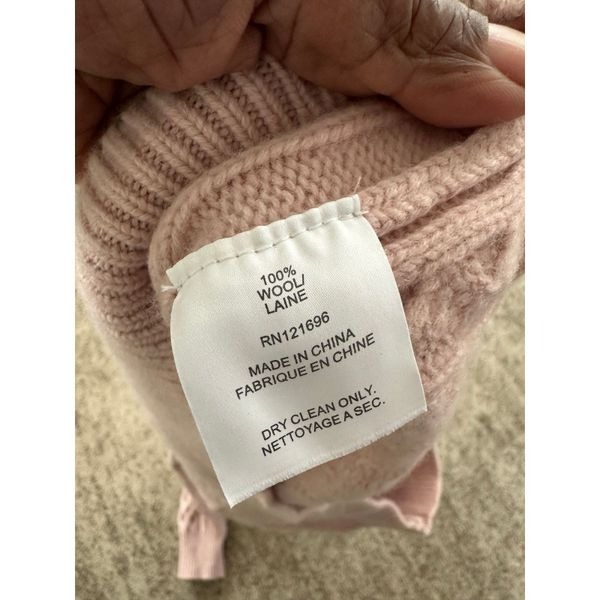 100%
WOOL/
LAINE
RN121696
MADE IN CHINA
FABRIQUE EN CHINE
DRY CLEAN ONLY.
NETTOYAGE A SEC.